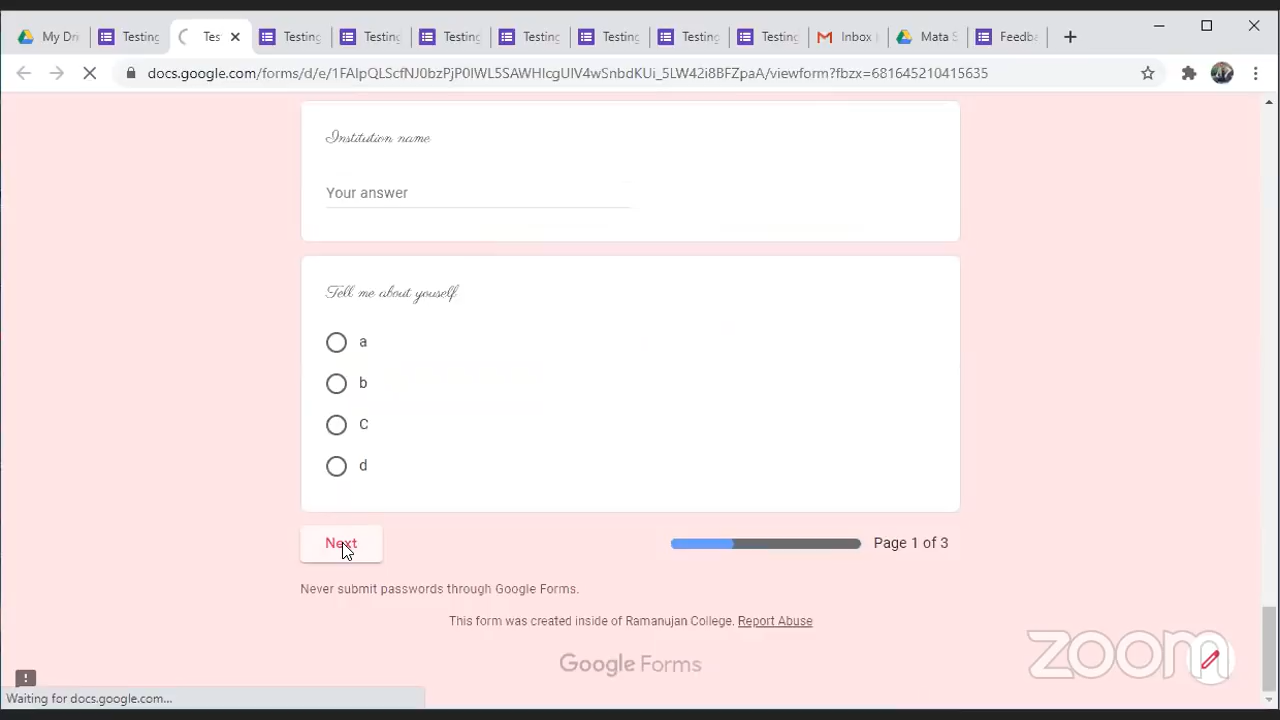 My Dri
Testing
Tes
Testing
Testin
Testing
Testing
Testing
Testing
Testing
Inbox
Mata S
Feedba
docs.google.com/forms/d/e/1FAIpQLScfNJ0bzPjP0IWL5SAWHIcgUIV4wSnbdKUi_5LW42i8BFZpaA/viewform?fbzx=681645210415635
Institution name
Your answer
Tell me about youself
a
b
C
d
Next
Page 1 of 3
Never submit passwords through Google Forms.
This form was created inside of Ramanujan College. Report Abuse
Google Forms
zoom
Waiting for docs.google.com...